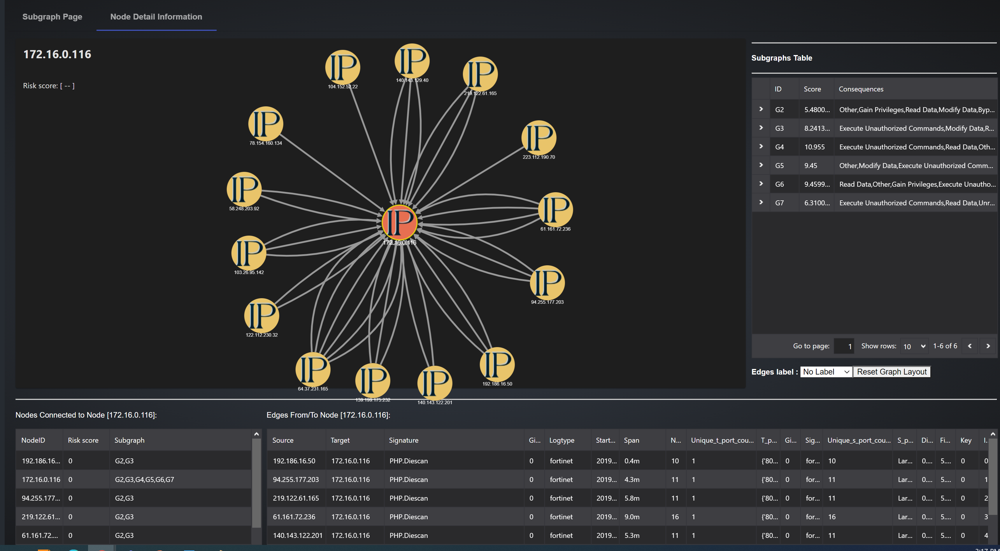 Subgraph Page Node Detail Information
172.16.0.116
Risk score: [ -- ]
IP
104.152.52.22
IP
140.143.129.40
IP
219.122.61.165
IP
78.154.160.134
IP
223.112.190.70
IP
58.248.203.92
IP
61.161.72.236
IP
172.16.0.116
IP
103.26.95.142
IP
94.255.177.203
IP
122.112.230.32
IP
64.37.231.165
IP
139.199.175.232
IP
140.143.122.201
IP
192.186.16.50
Subgraphs Table
ID Score Consequences
G2 5.4800... Other,Gain Privileges,Read Data,Modify Data,Byp...
G3 8.2413... Execute Unauthorized Commands,Modify Data,R...
G4 10.955 Execute Unauthorized Commands,Read Data,Oth...
G5 9.45 Other,Modify Data,Execute Unauthorized Comm...
G6 9.4599... Read Data,Other,Gain Privileges,Execute Unautho...
G7 6.3100... Execute Unauthorized Commands,Read Data,Unr...
Go to page: 1 Show rows: 10 1-6 of 6
Edges label : No Label Reset Graph Layout
Nodes Connected to Node [172.16.0.116]:
NodeID Risk score Subgraph
192.186.16... 0 G2,G3
172.16.0.116 0 G2,G3,G4,G5,G6,G7
94.255.177... 0 G2,G3
219.122.61... 0 G2,G3
61.161.72.... 0 G2,G3
Edges From/To Node [172.16.0.116]:
Source Target Signature Gi... Logtype Start... Span N... Unique_t_port_cou... T_p... Gi... Sig... Unique_s_port_cou... S_p... Di... Fi... Key I..
192.186.16.50 172.16.0.116 PHP.Diescan 0 fortinet 2019... 0.4m 10 1 {'80... 0 for... 10 Lar... 0.... 5.... 0 0
94.255.177.203 172.16.0.116 PHP.Diescan 0 fortinet 2019... 4.3m 11 1 {'80... 0 for... 11 Lar... 0.... 5.... 0 1
219.122.61.165 172.16.0.116 PHP.Diescan 0 fortinet 2019... 5.8m 11 1 {'80... 0 for... 11 Lar... 0.... 5.... 0 2
61.161.72.236 172.16.0.116 PHP.Diescan 0 fortinet 2019... 9.0m 16 1 {'80... 0 for... 16 Lar... 0.... 5.... 0 3
140.143.122.201 172.16.0.116 PHP.Diescan 0 fortinet 2019... 5.3m 11 1 {'80... 0 for... 11 Lar... 0.... 5.... 0 4